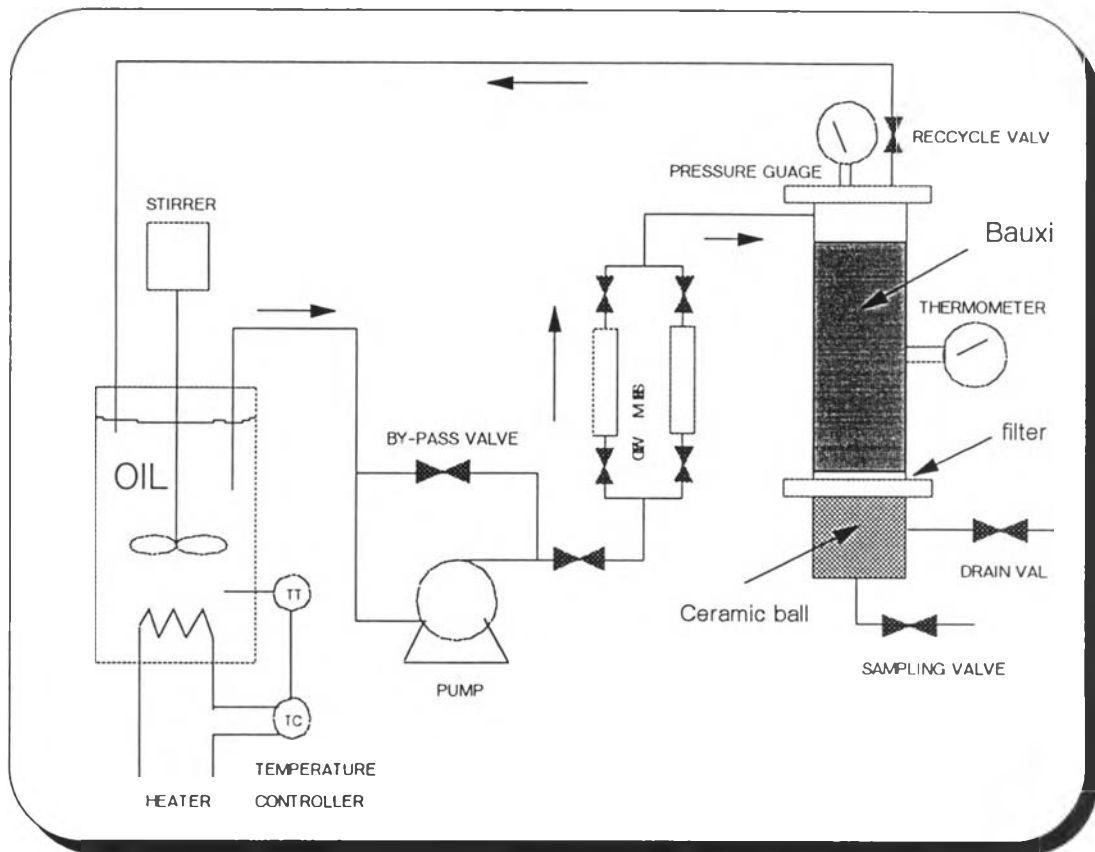 RECCYCLE VALV
PRESSURE GUAGE
STIRRER
Bauxi
THERMOMETER
BY-PASS VALVE
filter
OIL
DRAIN VAL
TT
Ceramic ball
SAMPLING VALVE
PUMP
TC
TEMPERATURE
HEATER
CONTROLLER